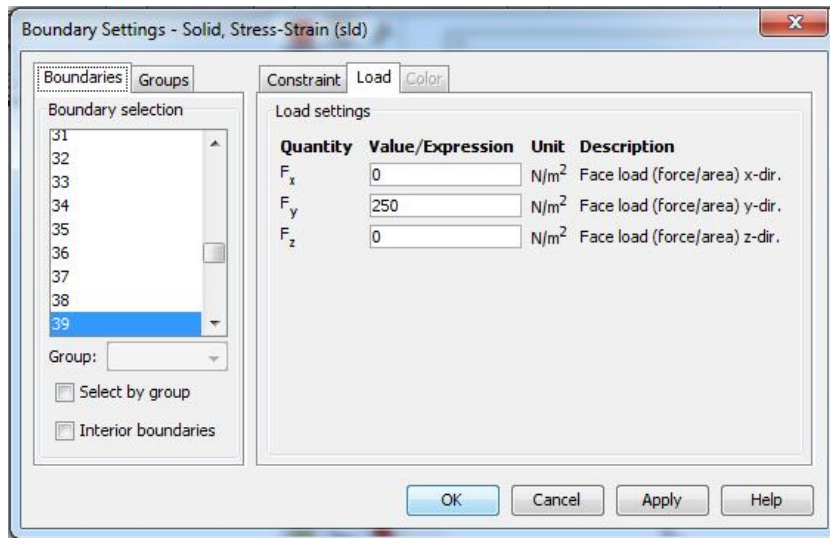 Boundary Settings - Solid, Stress-Strain (sld)
Boundaries Groups
Constraint Load Color
Boundary selection
31
32
33
34
35
36
37
38
39
Group:
Select by group
Interior boundaries
Load settings
Quantity Value/Expression Unit Description
Fx 0 N/m² Face load (force/area) x-dir.
Fy 250 N/m² Face load (force/area) y-dir.
Fz 0 N/m² Face load (force/area) z-dir.
OK Cancel Apply Help